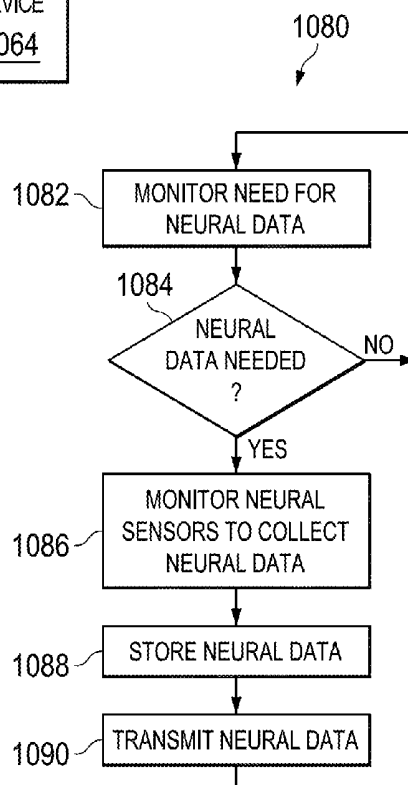 064
1080
1082
MONITOR NEED FOR
NEURAL DATA
1084
NEURAL
DATA NEEDED
?
NO
YES
1086
MONITOR NEURAL
SENSORS TO COLLECT
NEURAL DATA
1088
STORE NEURAL DATA
1090
TRANSMIT NEURAL DATA